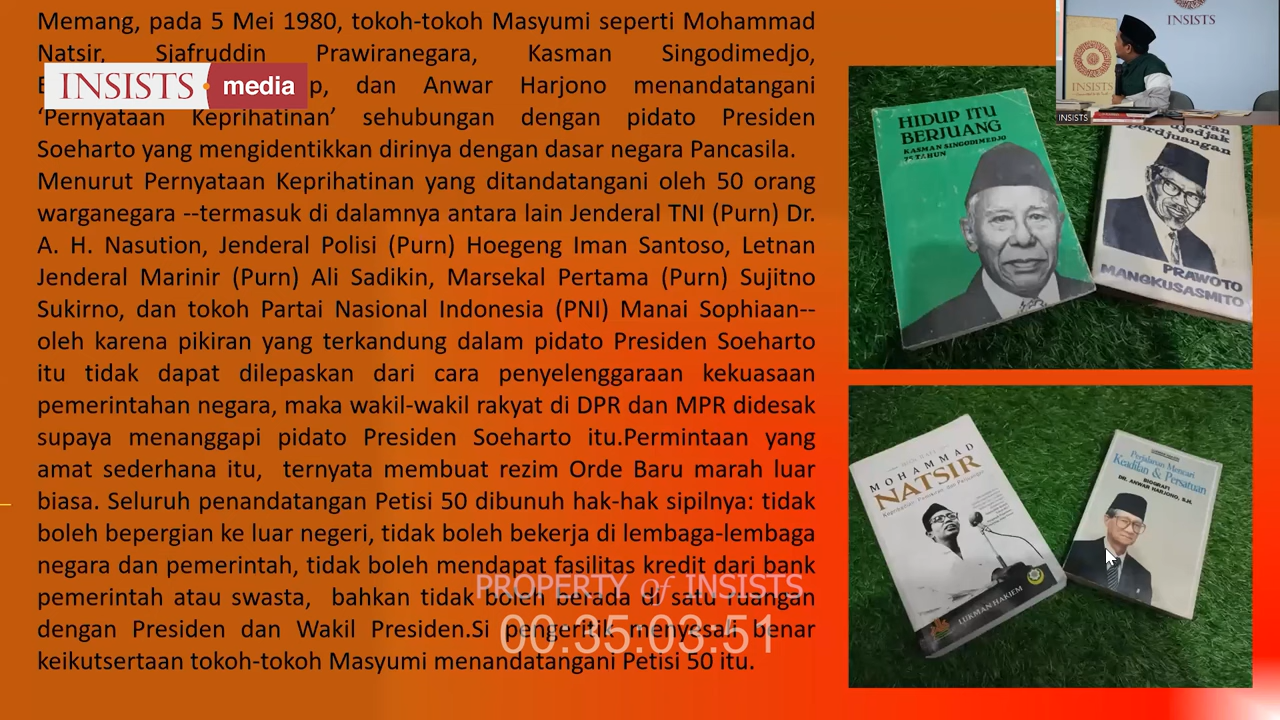 Memang, pada 5 Mei 1980, tokoh-tokoh Masyumi seperti Mohammad
Natsir, Sjafruddin Prawiranegara, Kasman Singodimedjo,
dan Anwar Harjono menandatangani
‘Pernyataan Keprihatinan’ sehubungan dengan pidato Presiden
Soeharto yang mengidentikkan dirinya dengan dasar negara Pancasila.
Menurut Pernyataan Keprihatinan yang ditandatangani oleh 50 orang
warganegara --termasuk di dalamnya antara lain Jenderal TNI (Purn) Dr.
A. H. Nasution, Jenderal Polisi (Purn) Hoegeng Iman Santoso, Letnan
Jenderal Marinir (Purn) Ali Sadikin, Marsekal Pertama (Purn) Sujitno
Sukirno, dan tokoh Partai Nasional Indonesia (PNI) Manai Sophiaan--
oleh karena pikiran yang terkandung dalam pidato Presiden Soeharto
itu tidak dapat dilepaskan dari cara penyelenggaraan kekuasaan
pemerintahan negara, maka wakil-wakil rakyat di DPR dan MPR didesak
supaya menanggapi pidato Presiden Soeharto itu.Permintaan yang
amat sederhana itu, ternyata membuat rezim Orde Baru marah luar
biasa. Seluruh penandatangan Petisi 50 dibunuh hak-hak sipilnya: tidak
boleh bepergian ke luar negeri, tidak boleh bekerja di lembaga-lembaga
negara dan pemerintah, tidak boleh mendapat fasilitas kredit dari bank
pemerintah atau swasta, bahkan tidak boleh berada di satu ruangan
dengan Presiden dan Wakil Presiden.Si pengeritik menyesali benar
keikutsertaan tokoh-tokoh Masyumi menandatangani Petisi 50 itu.
INSISTS media
PROPERTY of INSISTS
00:35:03.51
INSISTS
INSISTS
INSISTS
HIDUP ITU
BERJUANG
KASMAN SINGODIMEDJO
75 TAHUN
Perdjuangan
PRAWOTO
MANGKUSASMITO
MOHAMMAD
NATSIR
LUKMAN HAKIEM
Perjalanan Mencari
Keadilan & Persatuan
BIOGRAFI
DR. ANWAR HARJONO, S.H.